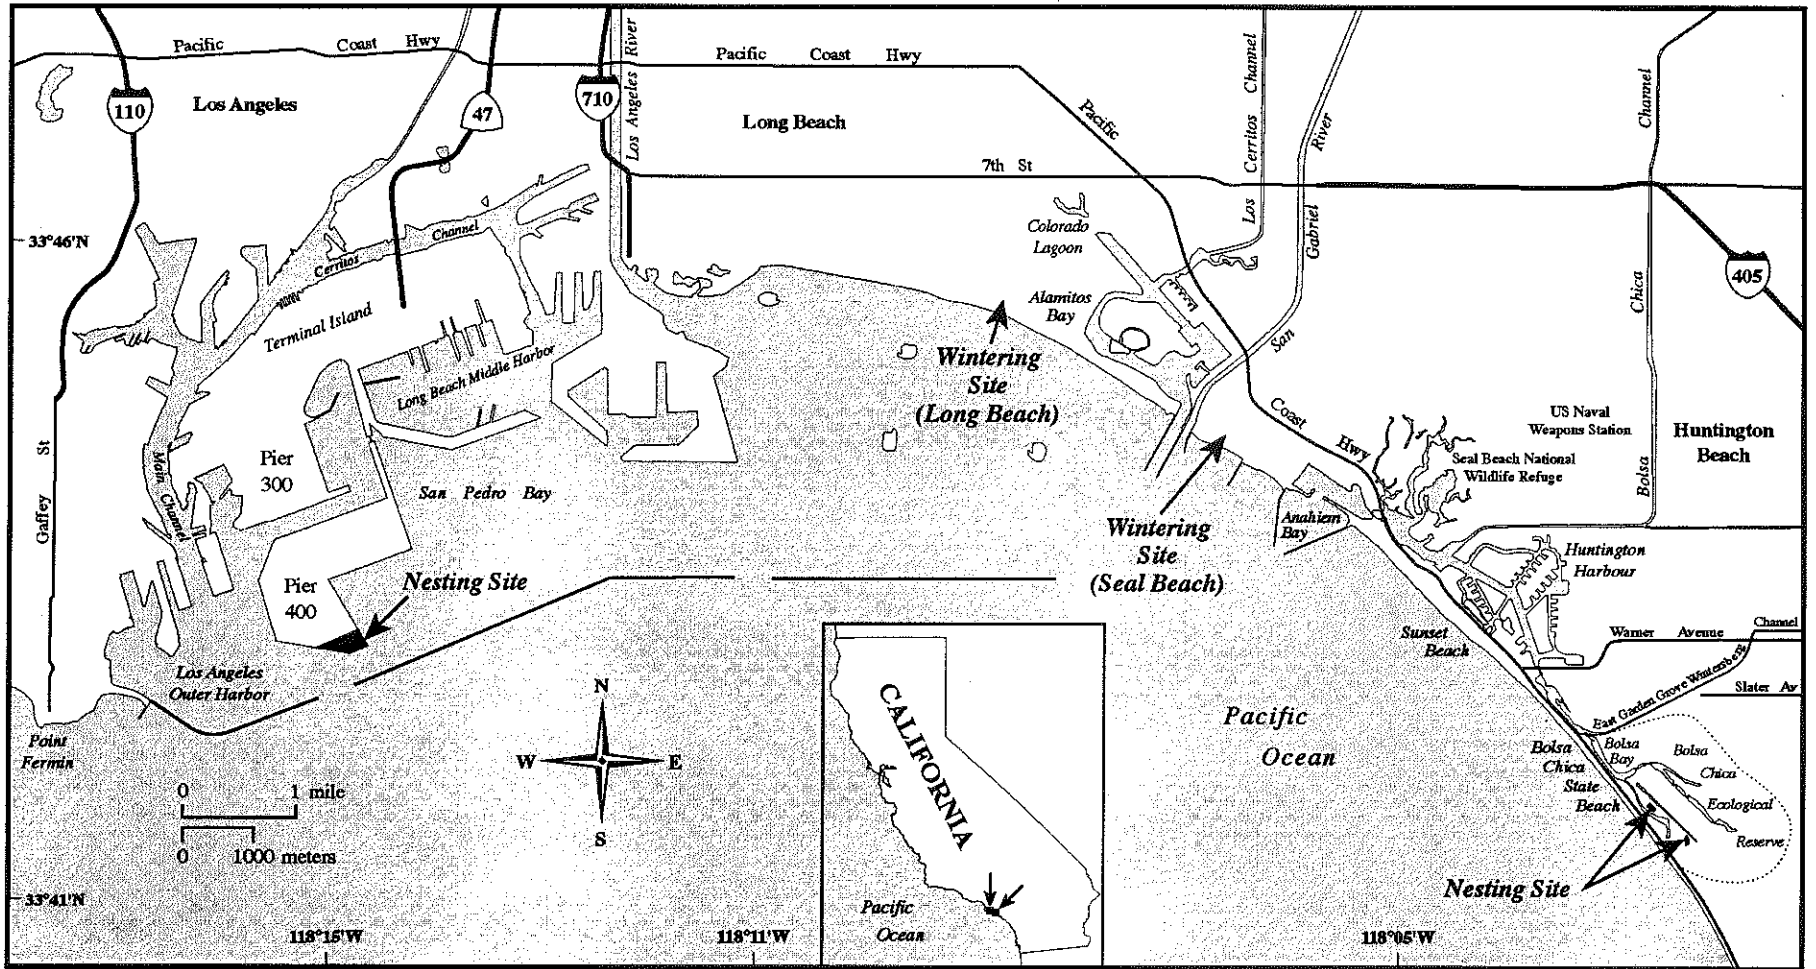 Pacific Coast Hwy
Pacific Coast Hwy
110
Los Angeles
47
710
Los Angeles River
Long Beach
Pacific
Los Cerritos Channel
River
Channel
7th St
33°46'N
Colorado
Lagoon
Gabriel
405
Cerritos
Channel
Chica
Terminal Island
Alamitos
Bay
San
Long Beach Middle Harbor
Wintering
Site
(Long Beach)
Coast
Hwy
US Naval
Weapons Station
Huntington
Beach
Seal Beach National
Wildlife Refuge
Bolsa
Gaffey St
Main
Channel
Pier
300
San Pedro Bay
Wintering
Site
(Seal Beach)
Anahiem
Bay
Huntington
Harbour
Pier
400
Nesting Site
Sunset
Beach
Warner Avenue
Channel
East Garden Grove Wintersberg
Slater Av
Los Angeles
Outer Harbor
Point
Fermin
N
W
E
S
0 1 mile
0 1000 meters
CALIFORNIA
Pacific
Ocean
Pacific
Ocean
Bolsa
Chica
State
Beach
Bolsa
Bay
Bolsa
Chica
Ecological
Reserve
Nesting Site
33°41'N
118°15'W
118°11'W
118°05'W